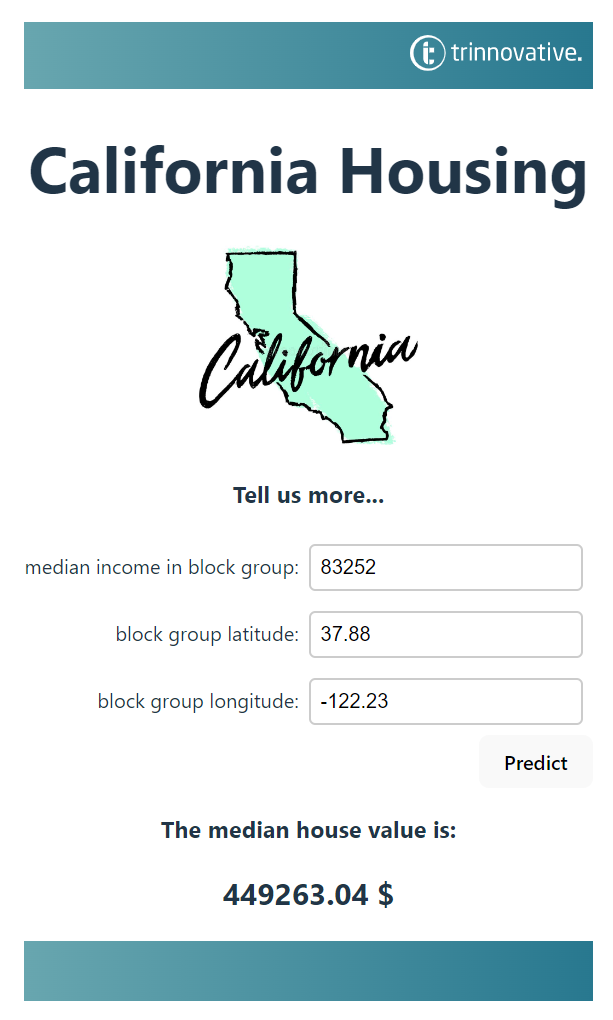 trinnovative.
California Housing
California
Tell us more...
median income in block group: 83252
block group latitude: 37.88
block group longitude: -122.23
Predict
The median house value is:
449263.04 $